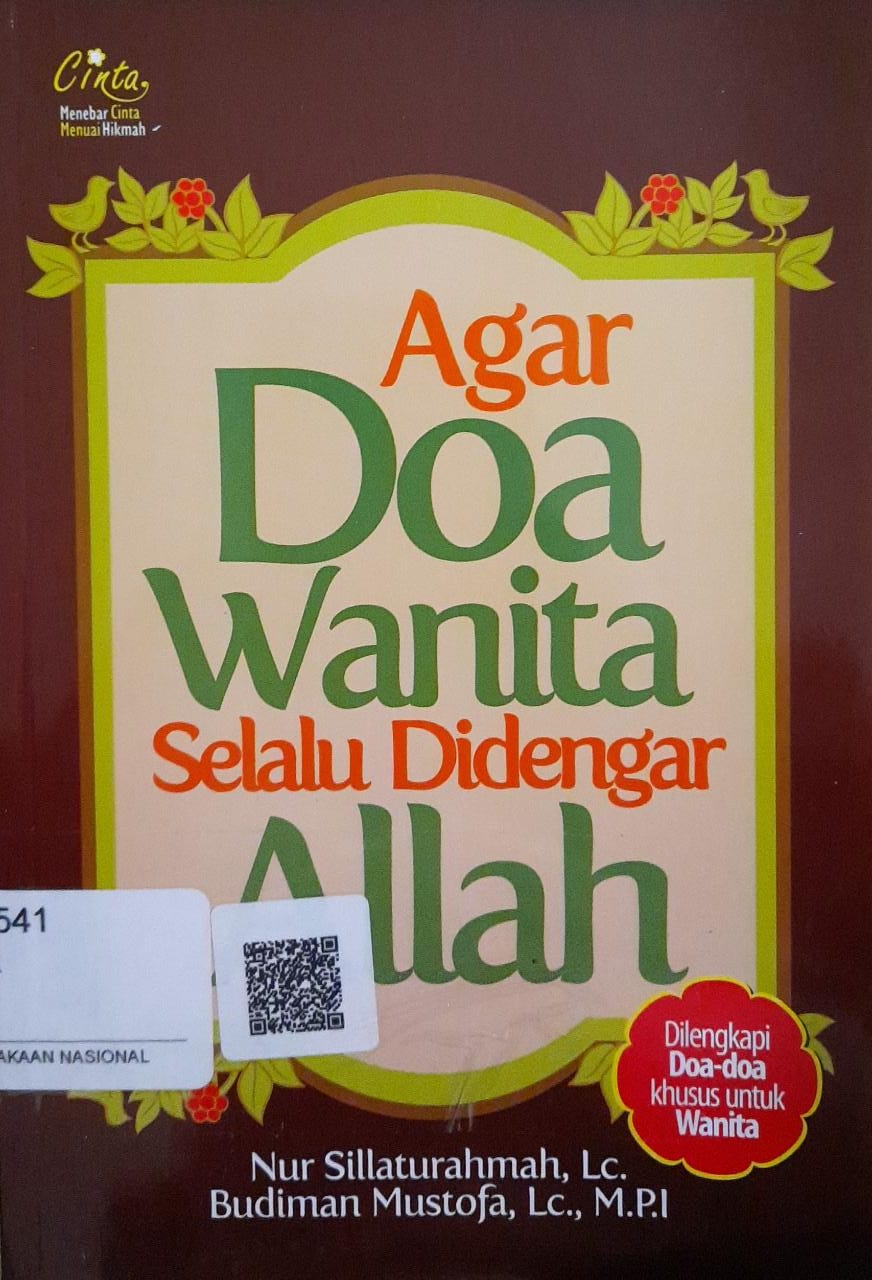 Cinta
Menebar Cinta
Menuai Hikmah
Agar
Doa
Wanita
Selalu Didengar
Allah
541
AKAAN NASIONAL
Dilengkapi
Doa-doa
khusus untuk
Wanita
Nur Sillaturahmah, Lc.
Budiman Mustofa, Lc., M.P.I